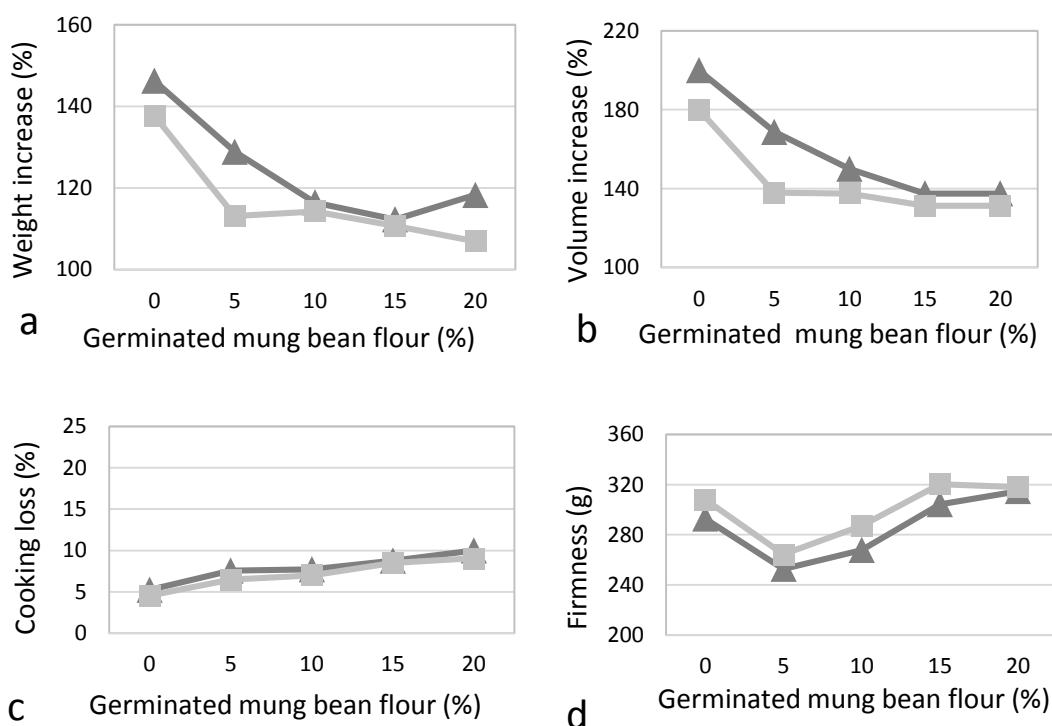 160
140
120
100
Weight increase (%)
0 5 10 15 20
a
Germinated mung bean flour (%)
220
180
140
100
Volume increase (%)
0 5 10 15 20
b
Germinated mung bean flour (%)
25
20
15
10
5
0
Cooking loss (%)
0 5 10 15 20
c
Germinated mung bean flour (%)
360
320
280
240
200
Firmness (g)
0 5 10 15 20
d
Germinated mung bean flour (%)